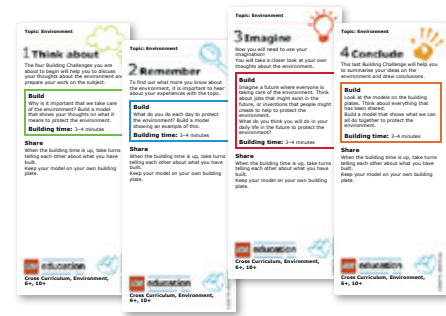 Topic: Environment
1 Think about
The four Building Challenges you are
about to begin will help you to discuss
your thoughts about the environment and
prepare your work on the subject.
Build
Why is it important that we take care
of the environment? Build a model
that shows your thoughts on what it
means to protect the environment.
Building time: 3–4 minutes
Share
When the building time is up, take turns
telling each other about what you have
built.
Keep your model on your own building
plate.
education
Cross Curriculum, Environment,
6+, 10+
Topic: Environment
2 Remember
To find out what more you know about
the environment, it is important to hear
about your experiences with the topic.
Build
What do you do each day to protect
the environment? Build a model
showing an example of this.
Building time: 3–4 minutes
Share
When the building time is up, take turns
telling each other about what you have
built.
Keep your model on your own building
plate.
education
Cross Curriculum, Environment,
6+, 10+
Topic: Environment
3 Imagine
Now you will need to use your
imagination!
You will take a closer look at your own
thoughts about the environment.
Build
Imagine a future where everyone is
taking care of the environment. Think
about jobs that might exist in the
future, or inventions that people might
create to help to protect the
environment.
What do you think you will do in your
daily life in the future to protect the
environment?
Building time: 3–4 minutes
Share
When the building time is up, take turns
telling each other about what you have
built.
Keep your model on your own building
plate.
education
Cross Curriculum, Environment,
6+, 10+
Topic: Environment
4 Conclude
This last Building Challenge will help you
to summarise your ideas on the
environment and draw conclusions.
Build
Look at the models on the building
plates. Think about everything that
has been shared.
Build a model that shows what we can
all do together to protect the
environment.
Building time: 3–4 minutes
Share
When the building time is up, take turns
telling each other about what you have
built.
Keep your model on your own building
plate.
education
Cross Curriculum, Environment,
6+, 10+